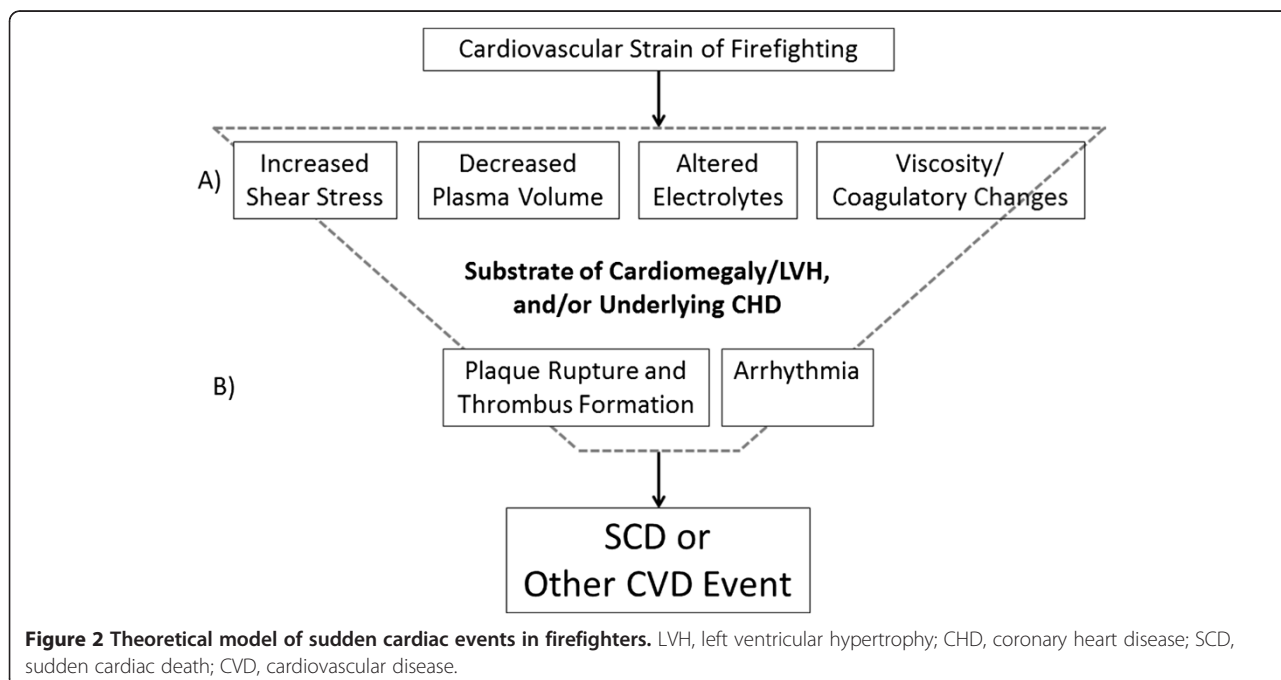 Cardiovascular Strain of Firefighting
A)
Increased
Shear Stress
Decreased
Plasma Volume
Altered
Electrolytes
Viscosity/
Coagulatory Changes
Substrate of Cardiomegaly/LVH,
and/or Underlying CHD
B)
Plaque Rupture and
Thrombus Formation
Arrhythmia
SCD or
Other CVD Event
Figure 2 Theoretical model of sudden cardiac events in firefighters. LVH, left ventricular hypertrophy; CHD, coronary heart disease; SCD,
sudden cardiac death; CVD, cardiovascular disease.